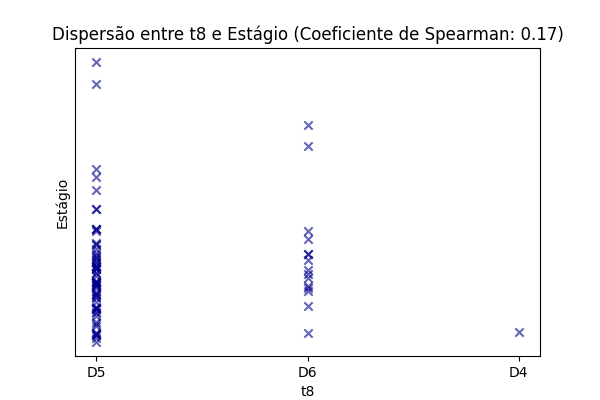 Dispersão entre t8 e Estágio (Coeficiente de Spearman: 0.17)
Estágio
D5 D6 D4
t8